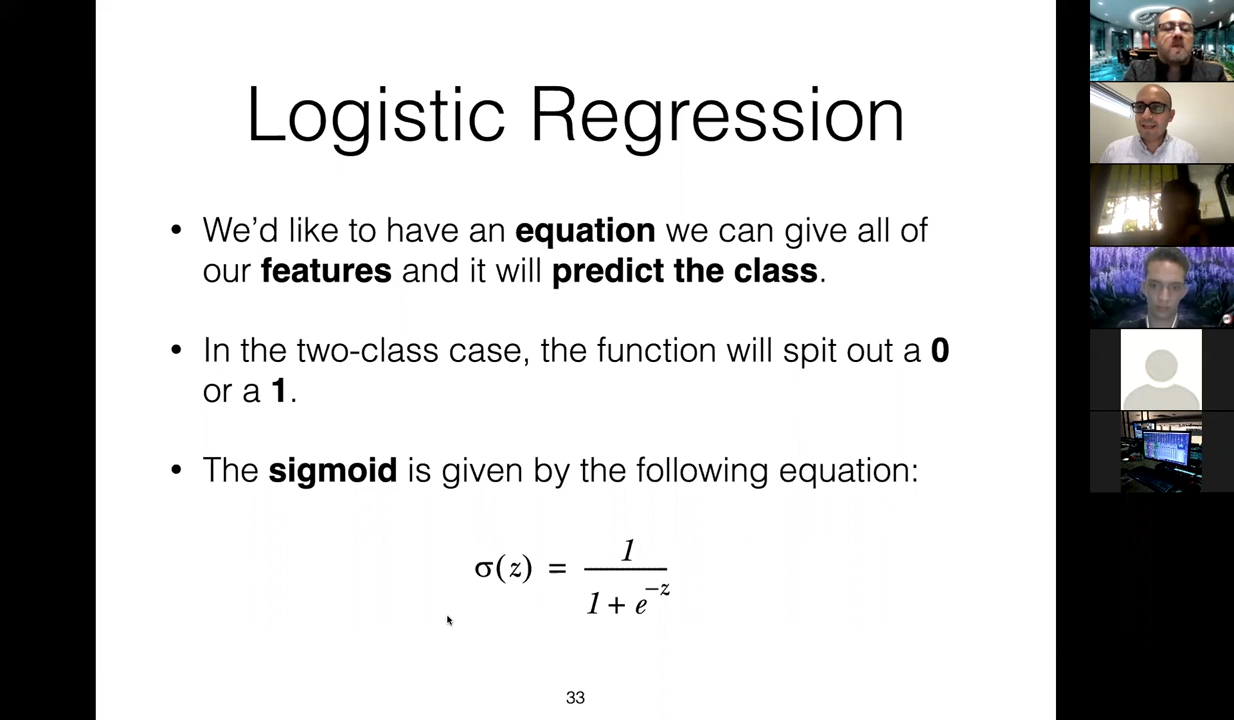 Logistic Regression
• We’d like to have an equation we can give all of
our features and it will predict the class.
• In the two-class case, the function will spit out a 0
or a 1.
• The sigmoid is given by the following equation:
σ(z) = 1 / (1 + e^−z)
33